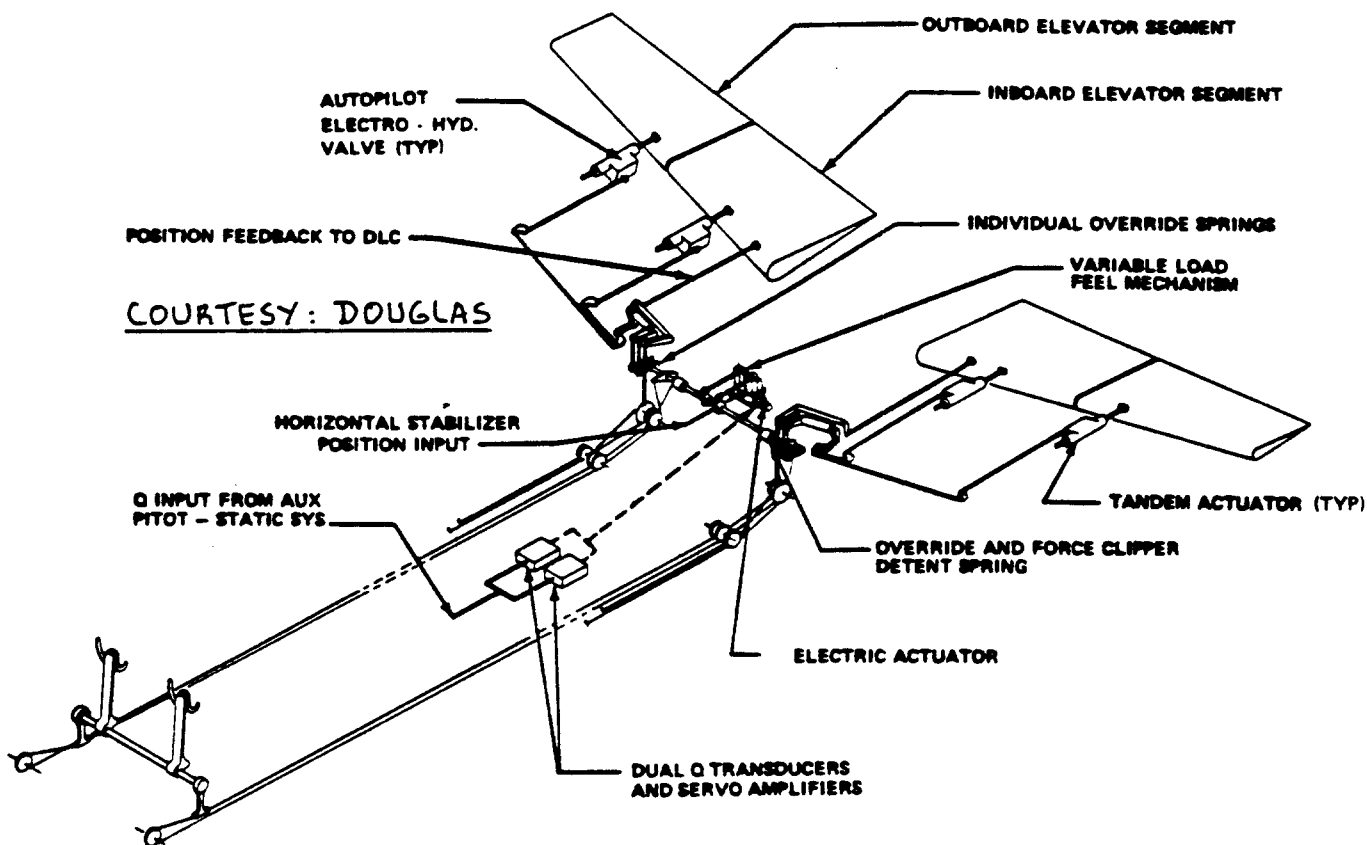 OUTBOARD ELEVATOR SEGMENT
INBOARD ELEVATOR SEGMENT
AUTOPILOT
ELECTRO - HYD.
VALVE (TYP)
INDIVIDUAL OVERRIDE SPRINGS
POSITION FEEDBACK TO DLC
VARIABLE LOAD
FEEL MECHANISM
COURTESY: DOUGLAS
HORIZONTAL STABILIZER
POSITION INPUT
Q INPUT FROM AUX
PITOT - STATIC SYS
TANDEM ACTUATOR (TYP)
OVERRIDE AND FORCE CLIPPER
DETENT SPRING
ELECTRIC ACTUATOR
DUAL Q TRANSDUCERS
AND SERVO AMPLIFIERS